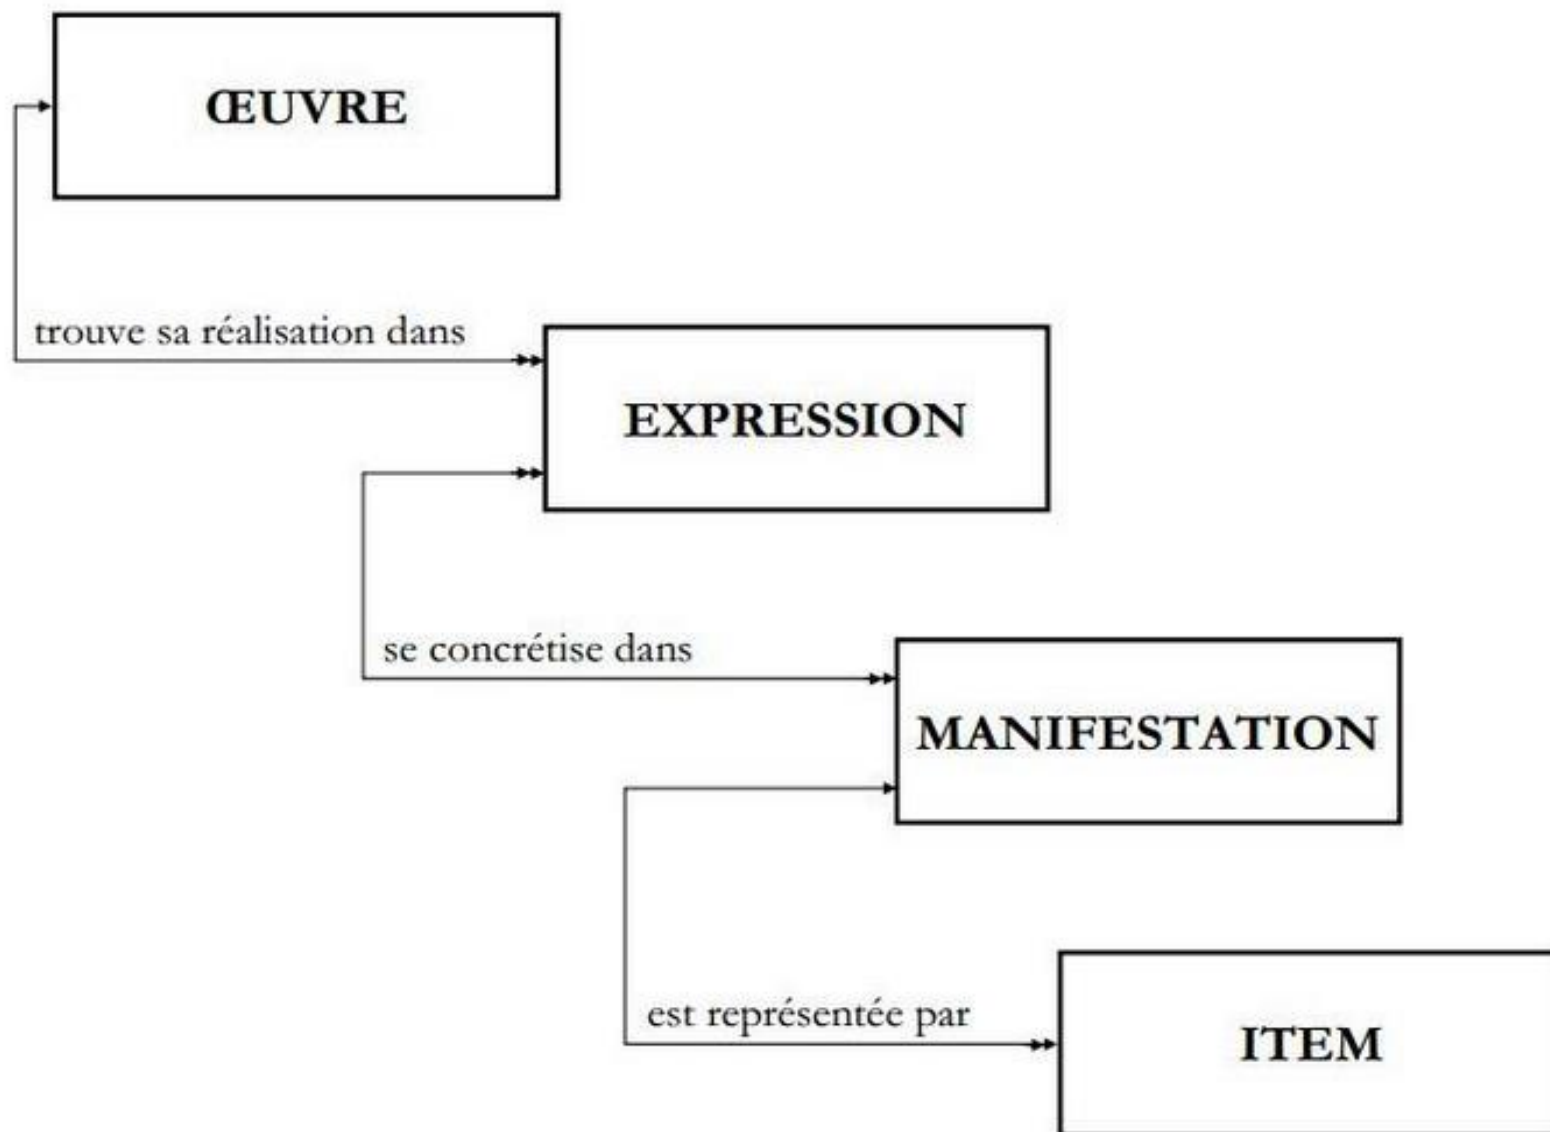 ŒUVRE
trouve sa réalisation dans
EXPRESSION
se concrétise dans
MANIFESTATION
est représentée par
ITEM